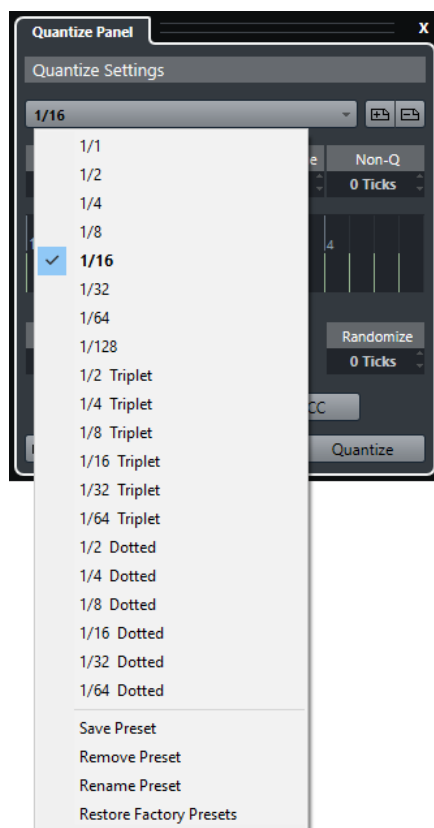 Quantize Panel X
Quantize Settings
1/16
1/1
1/2
Non-Q
0 Ticks
1/4
1/8
4
1/16
1/32
1/64
Randomize
1/128
0 Ticks
1/2 Triplet
1/4 Triplet
CC
1/8 Triplet
Quantize
1/16 Triplet
1/32 Triplet
1/64 Triplet
1/2 Dotted
1/4 Dotted
1/8 Dotted
1/16 Dotted
1/32 Dotted
1/64 Dotted
Save Preset
Remove Preset
Rename Preset
Restore Factory Presets